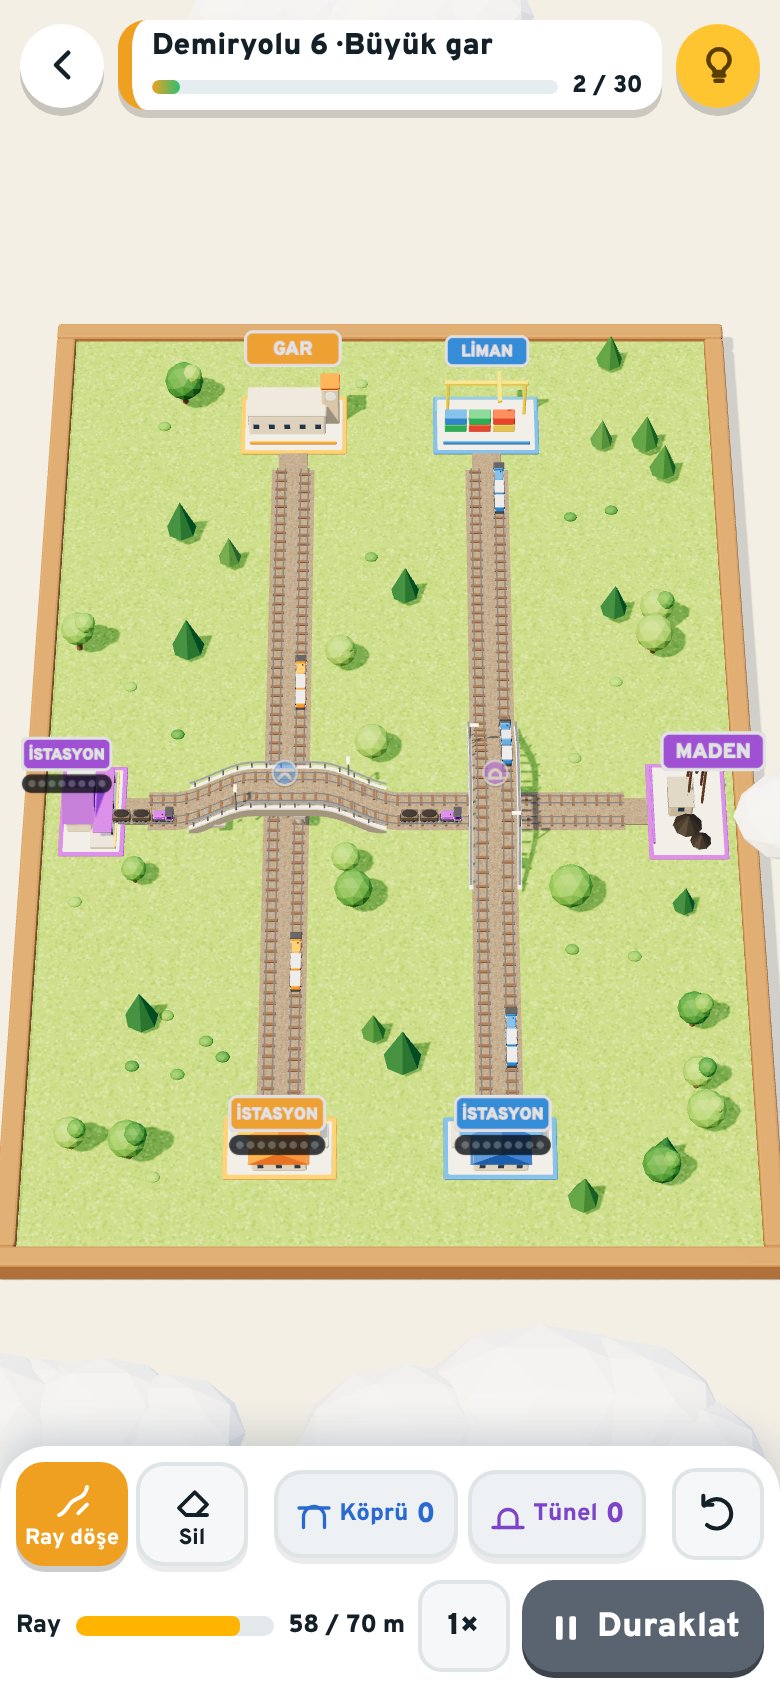 Demiryolu 6 ·Büyük gar
2 / 30
GAR
LİMAN
İSTASYON
MADEN
İSTASYON
İSTASYON
Ray döşe
Sil
Köprü 0
Tünel 0
Ray
58 / 70 m
1×
Duraklat